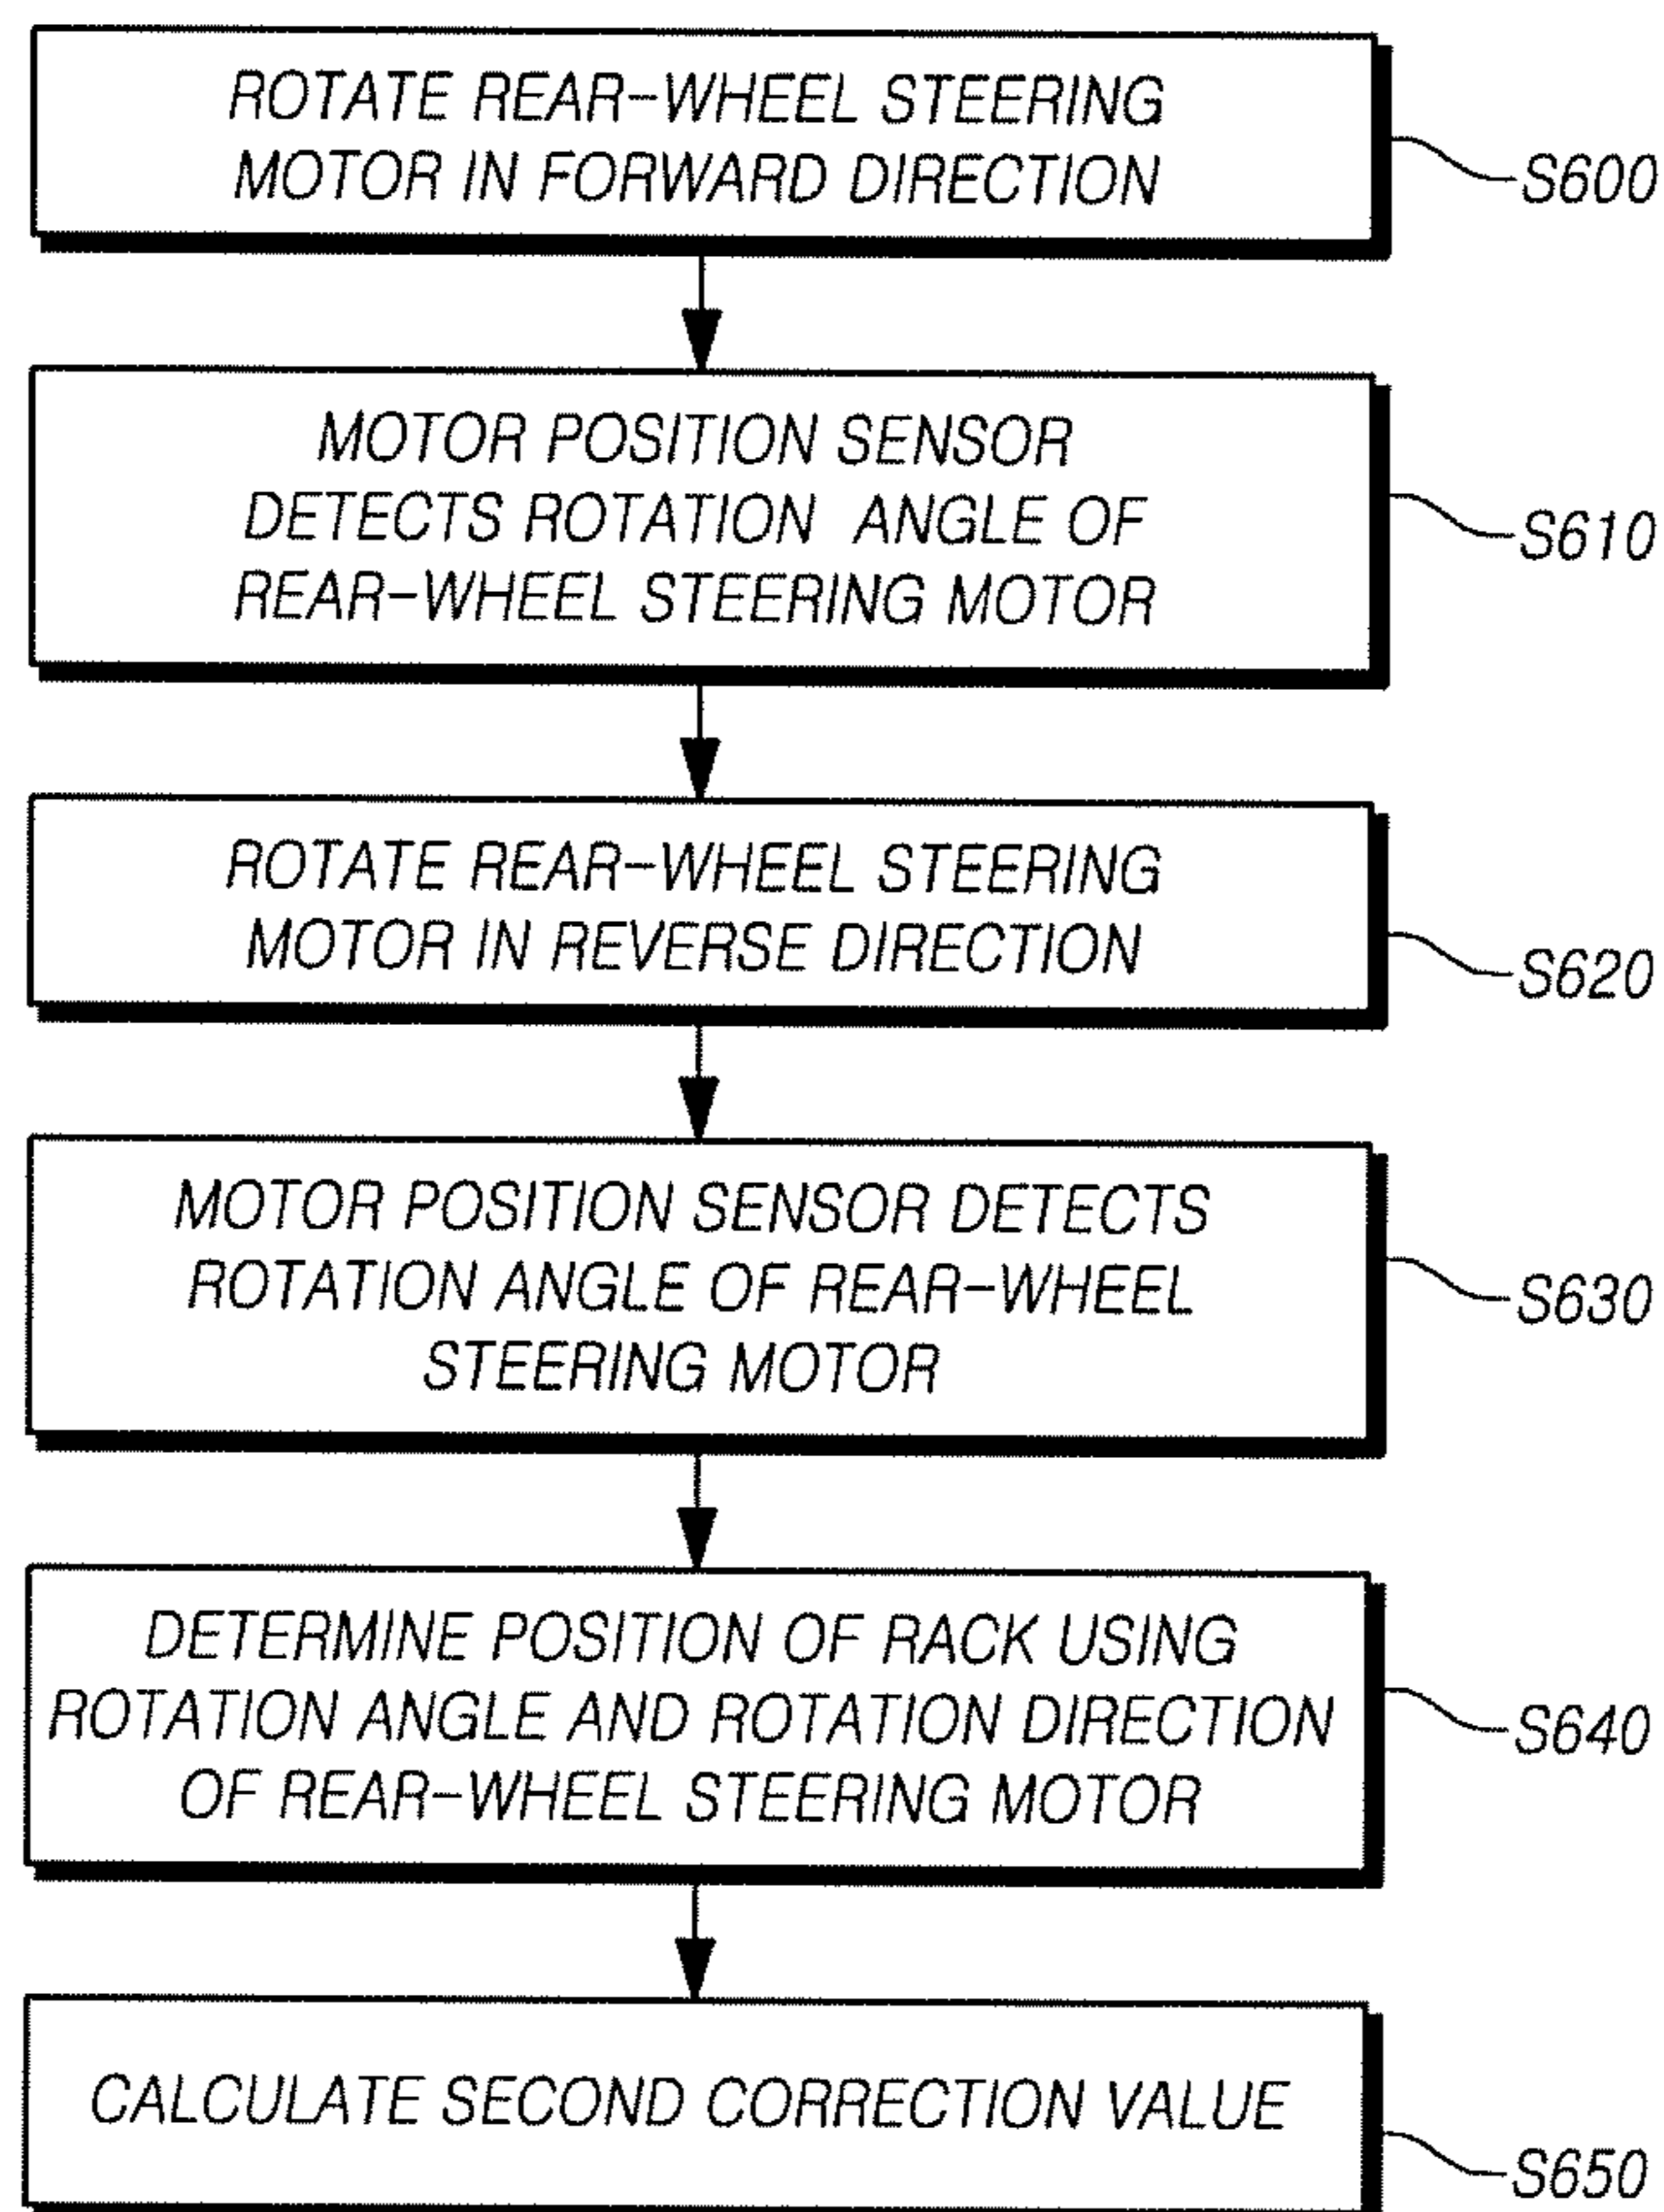 ROTATE REAR-WHEEL STEERING
MOTOR IN FORWARD DIRECTION
S600
MOTOR POSITION SENSOR
DETECTS ROTATION ANGLE OF
REAR-WHEEL STEERING MOTOR
S610
ROTATE REAR-WHEEL STEERING
MOTOR IN REVERSE DIRECTION
S620
MOTOR POSITION SENSOR DETECTS
ROTATION ANGLE OF REAR-WHEEL
STEERING MOTOR
S630
DETERMINE POSITION OF RACK USING
ROTATION ANGLE AND ROTATION DIRECTION
OF REAR-WHEEL STEERING MOTOR
S640
CALCULATE SECOND CORRECTION VALUE
S650